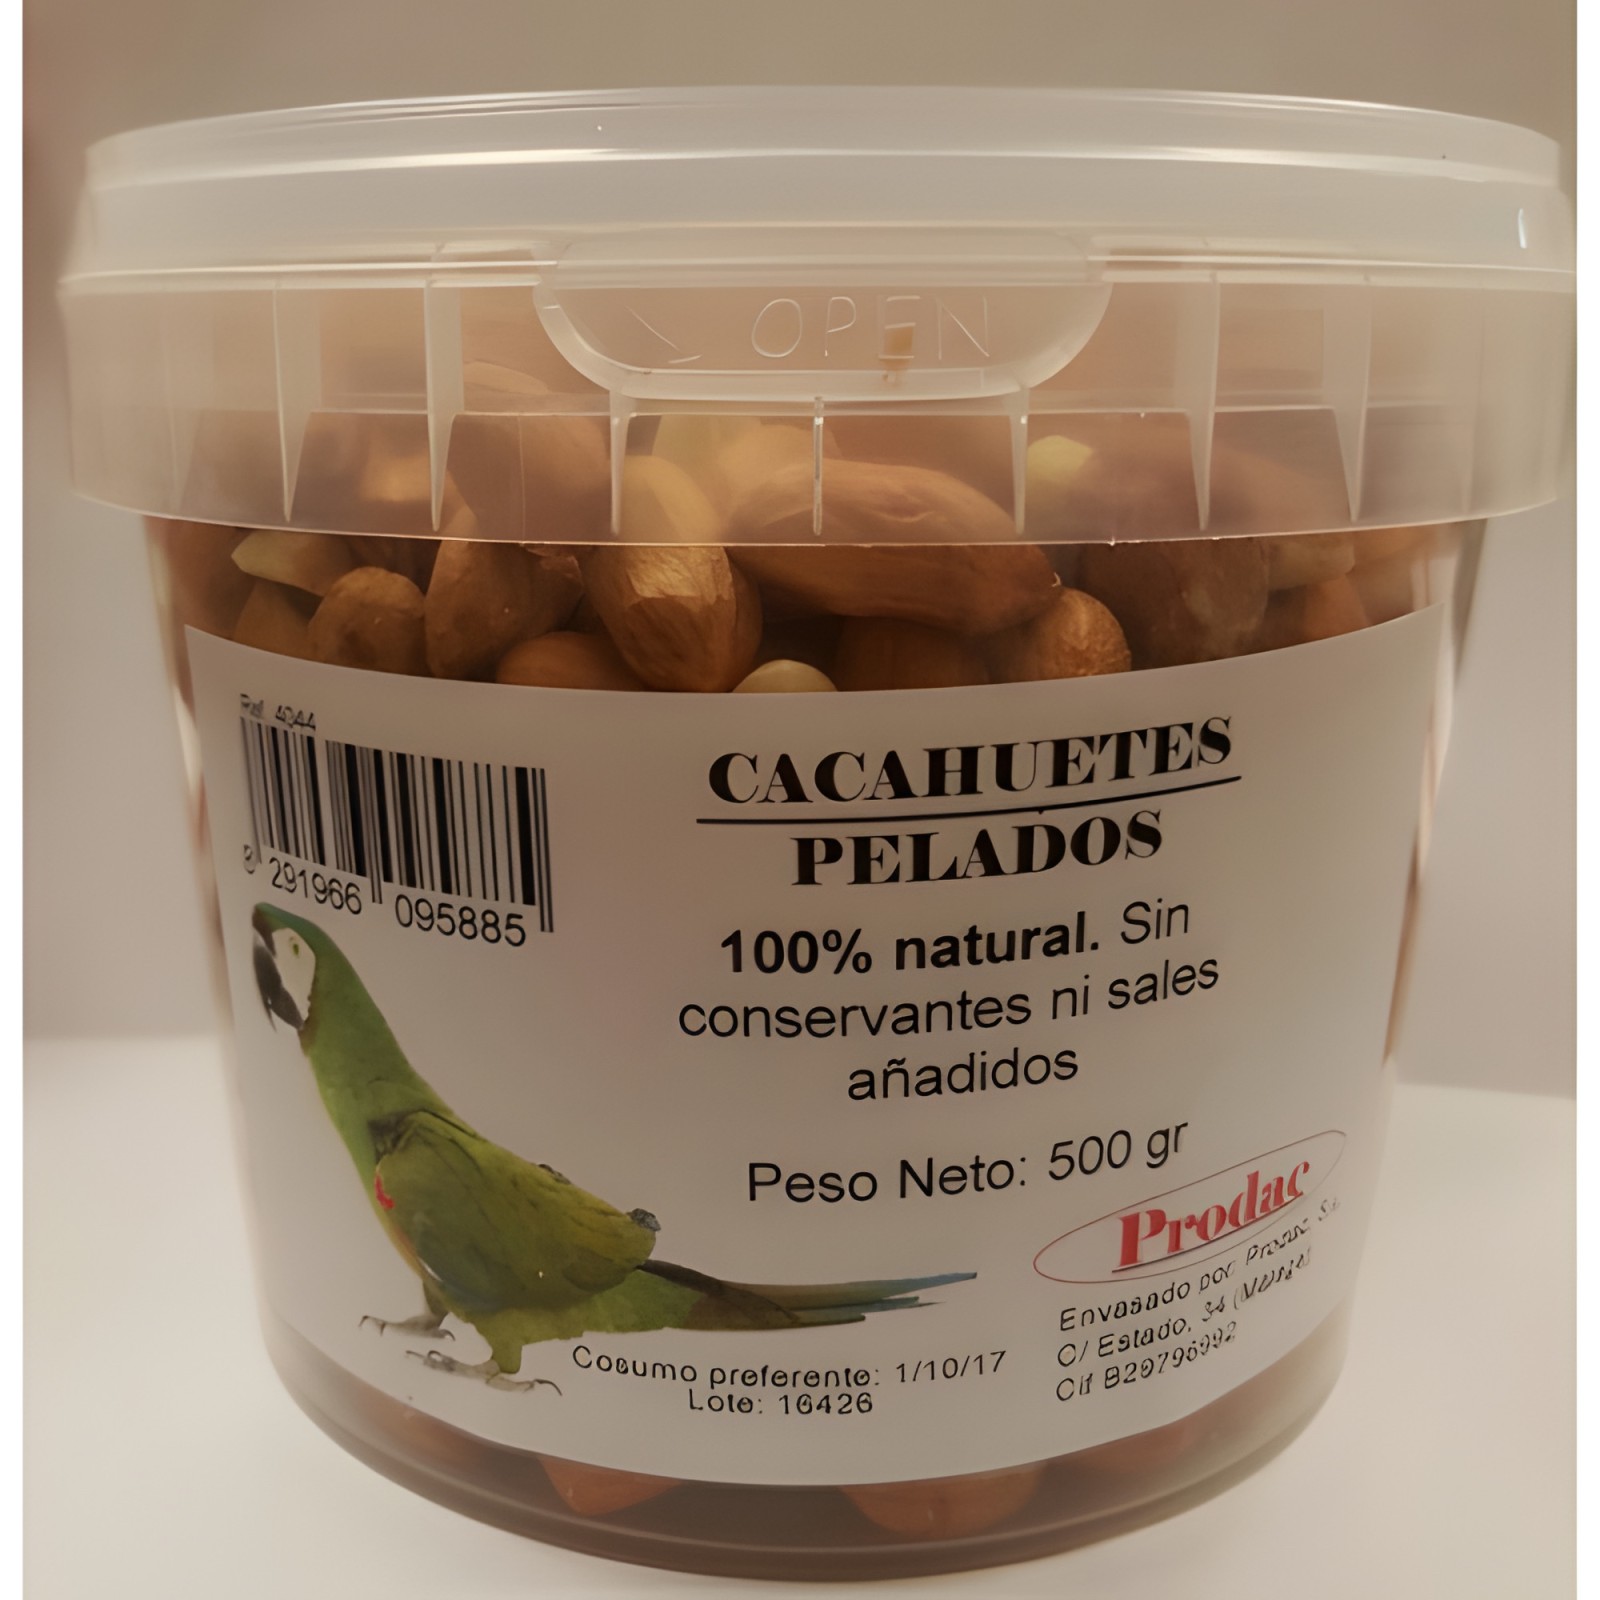 OPEN
CACAHUETES
PELADOS
100% natural. Sin
conservantes ni sales
añadidos
Peso Neto: 500 gr
291966 095885
Prodac
Envasado por:
C/ Estado, 34
Cosumo preferente: 1/10/17
Lote: 16426